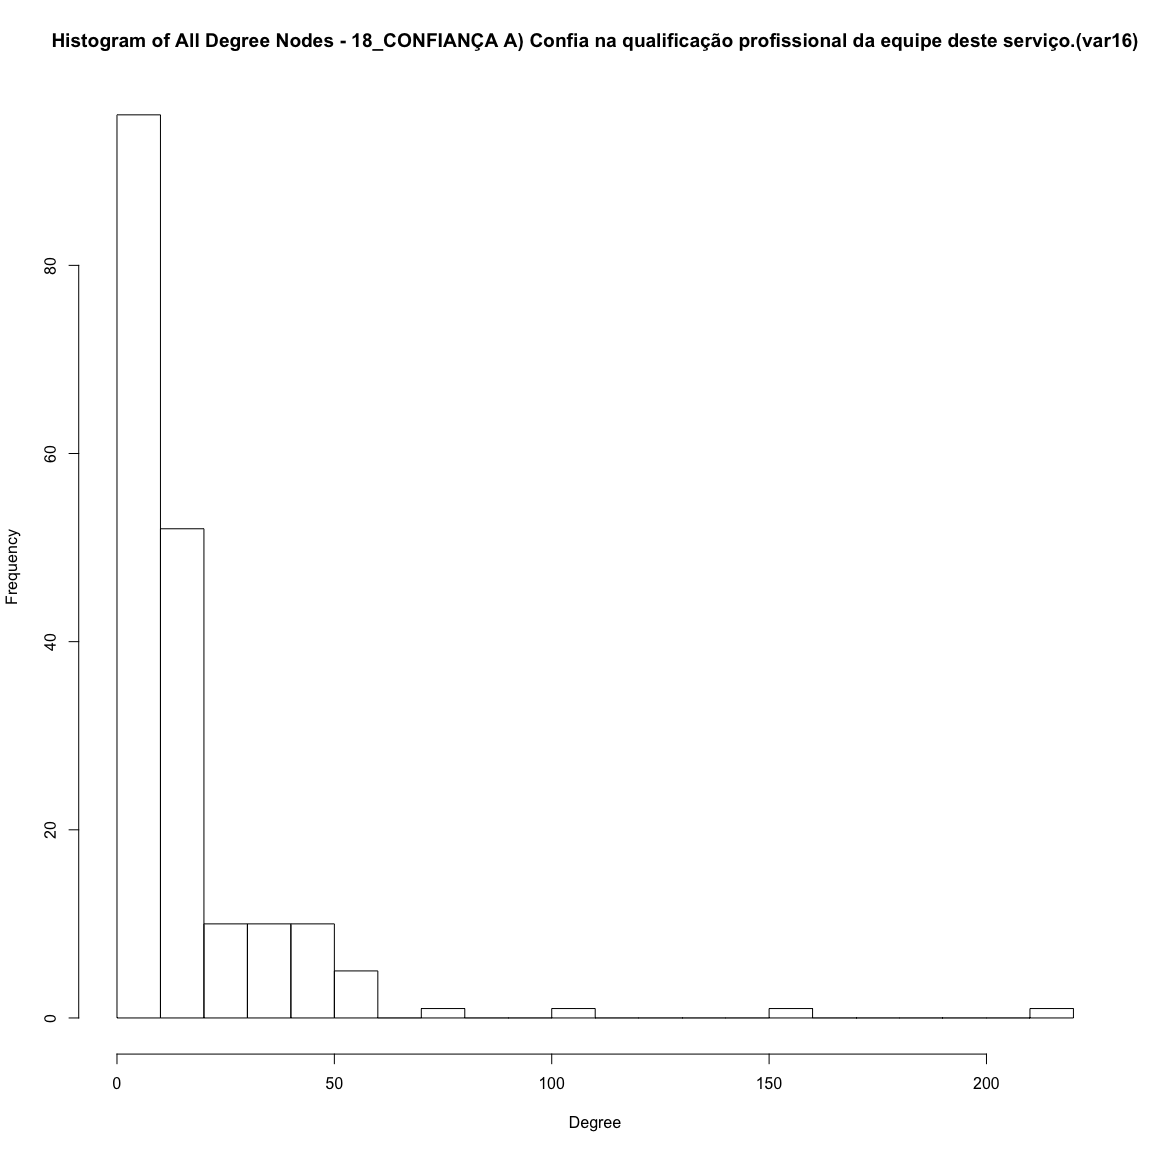 Histogram of All Degree Nodes - 18_CONFIANÇA A) Confia na qualificação profissional da equipe deste serviço.(var16)
80
60
40
20
0
Frequency
0 50 100 150 200
Degree